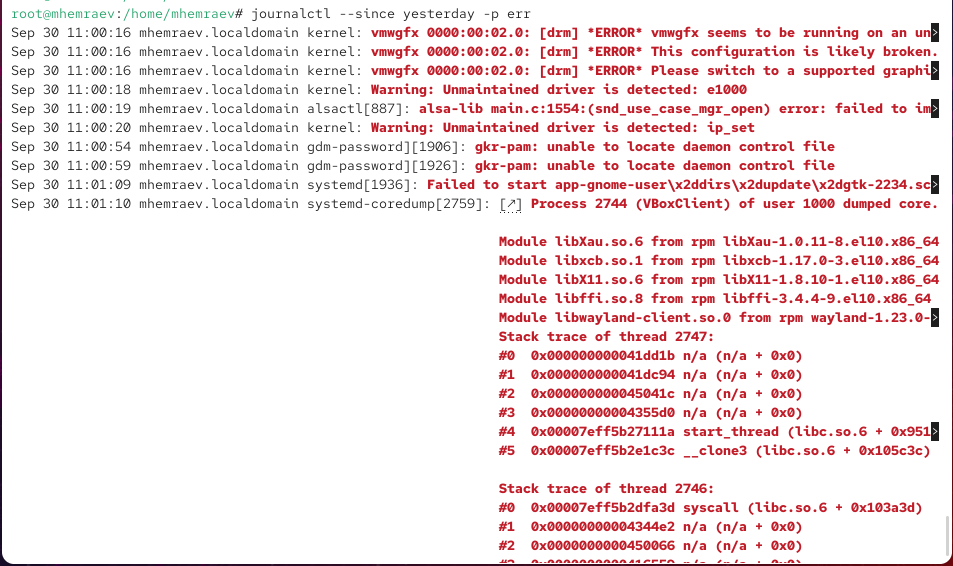 root@mhemraev:/home/mhemraev# journalctl --since yesterday -p err
Sep 30 11:00:16 mhemraev.localdomain kernel: vmwgfx 0000:00:02.0: [drm] *ERROR* vmwgfx seems to be running on an un>
Sep 30 11:00:16 mhemraev.localdomain kernel: vmwgfx 0000:00:02.0: [drm] *ERROR* This configuration is likely broken.
Sep 30 11:00:16 mhemraev.localdomain kernel: vmwgfx 0000:00:02.0: [drm] *ERROR* Please switch to a supported graphi>
Sep 30 11:00:18 mhemraev.localdomain kernel: Warning: Unmaintained driver is detected: e1000
Sep 30 11:00:19 mhemraev.localdomain alsactl[887]: alsa-lib main.c:1554:(snd_use_case_mgr_open) error: failed to im>
Sep 30 11:00:20 mhemraev.localdomain kernel: Warning: Unmaintained driver is detected: ip_set
Sep 30 11:00:54 mhemraev.localdomain gdm-password][1906]: gkr-pam: unable to locate daemon control file
Sep 30 11:00:59 mhemraev.localdomain gdm-password][1926]: gkr-pam: unable to locate daemon control file
Sep 30 11:01:09 mhemraev.localdomain systemd[1936]: Failed to start app-gnome-user\x2ddirs\x2dupdate\x2dgtk-2234.sc>
Sep 30 11:01:10 mhemraev.localdomain systemd-coredump[2759]: [↗] Process 2744 (VBoxClient) of user 1000 dumped core.
Module libXau.so.6 from rpm libXau-1.0.11-8.el10.x86_64
Module libxcb.so.1 from rpm libxcb-1.17.0-3.el10.x86_64
Module libX11.so.6 from rpm libX11-1.8.10-1.el10.x86_64
Module libffi.so.8 from rpm libffi-3.4.4-9.el10.x86_64
Module libwayland-client.so.0 from rpm wayland-1.23.0->
Stack trace of thread 2747:
#0  0x000000000041dd1b n/a (n/a + 0x0)
#1  0x000000000041dc94 n/a (n/a + 0x0)
#2  0x000000000045041c n/a (n/a + 0x0)
#3  0x00000000004355d0 n/a (n/a + 0x0)
#4  0x00007eff5b27111a start_thread (libc.so.6 + 0x951>
#5  0x00007eff5b2e1c3c __clone3 (libc.so.6 + 0x105c3c)
Stack trace of thread 2746:
#0  0x00007eff5b2dfa3d syscall (libc.so.6 + 0x103a3d)
#1  0x00000000004344e2 n/a (n/a + 0x0)
#2  0x0000000000450066 n/a (n/a + 0x0)